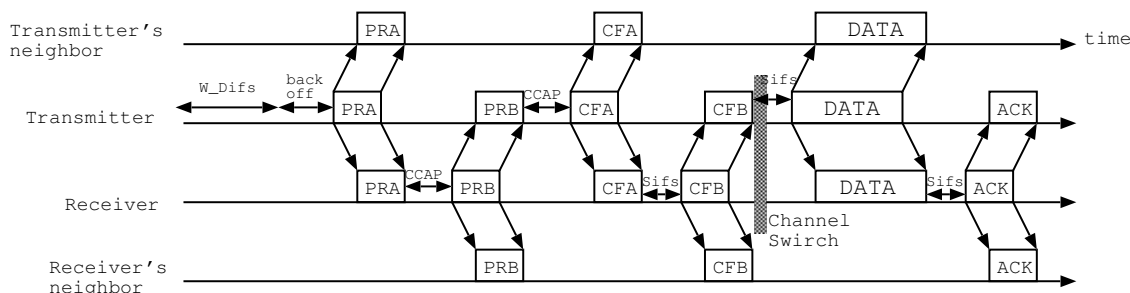 Transmitter's
neighbor
PRA
CFA
DATA
time
W_Difs
back
off
PRA
PRB
CCAP
CFA
CFB
Sifs
DATA
ACK
Transmitter
PRA
CCAP
PRB
CFA
Sifs
CFB
DATA
Sifs
ACK
Receiver
Channel
Swirch
PRB
CFB
ACK
Receiver's
neighbor